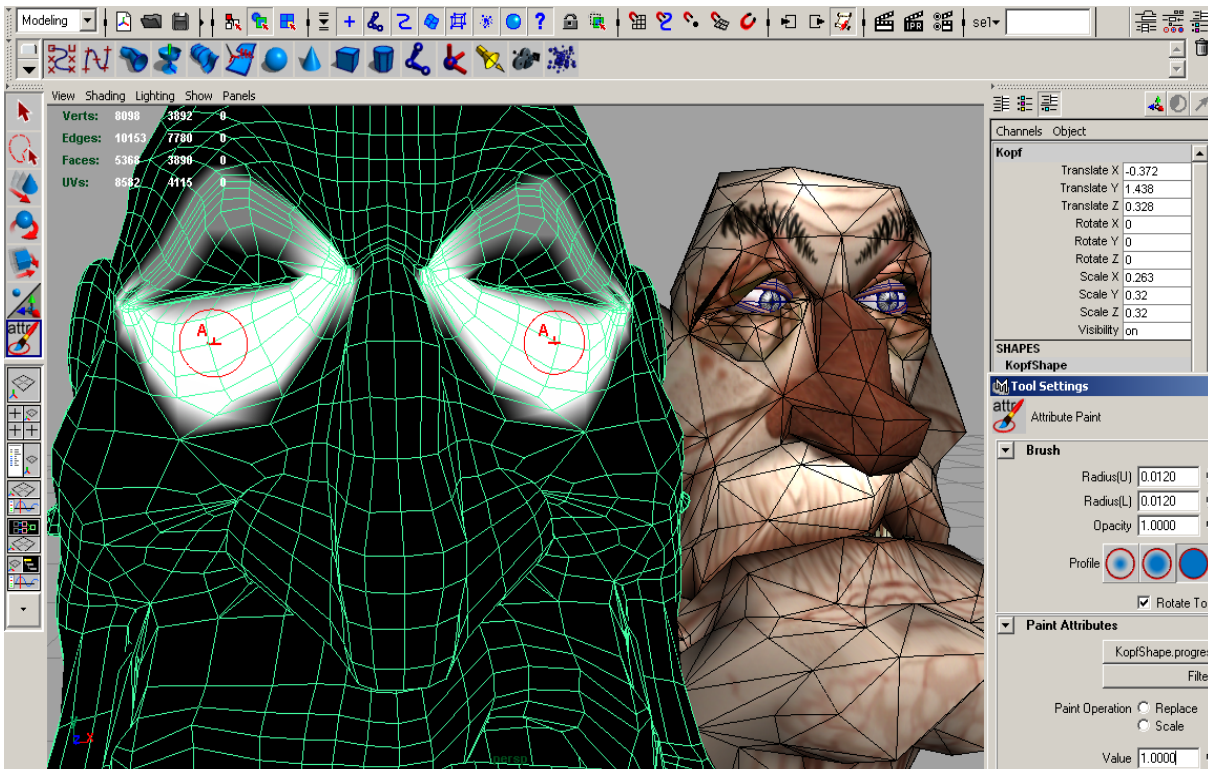 Modeling
IPR
sel
View Shading Lighting Show Panels
Verts: 8098 3892 0
Edges: 10153 7780 0
Faces: 5368 3890 0
UVs: 8582 4115 0
A
A
persp
x
attr
Channels Object
Kopf
Translate X -0.372
Translate Y 1.438
Translate Z 0.328
Rotate X 0
Rotate Y 0
Rotate Z 0
Scale X 0.263
Scale Y 0.32
Scale Z 0.32
Visibility on
SHAPES
KopfShape
Tool Settings
attr
Attribute Paint
Brush
Radius(U) 0.0120
Radius(L) 0.0120
Opacity 1.0000
Profile
Rotate To
Paint Attributes
KopfShape.progres
Filte
Paint Operation Replace
Scale
Value 1.0000